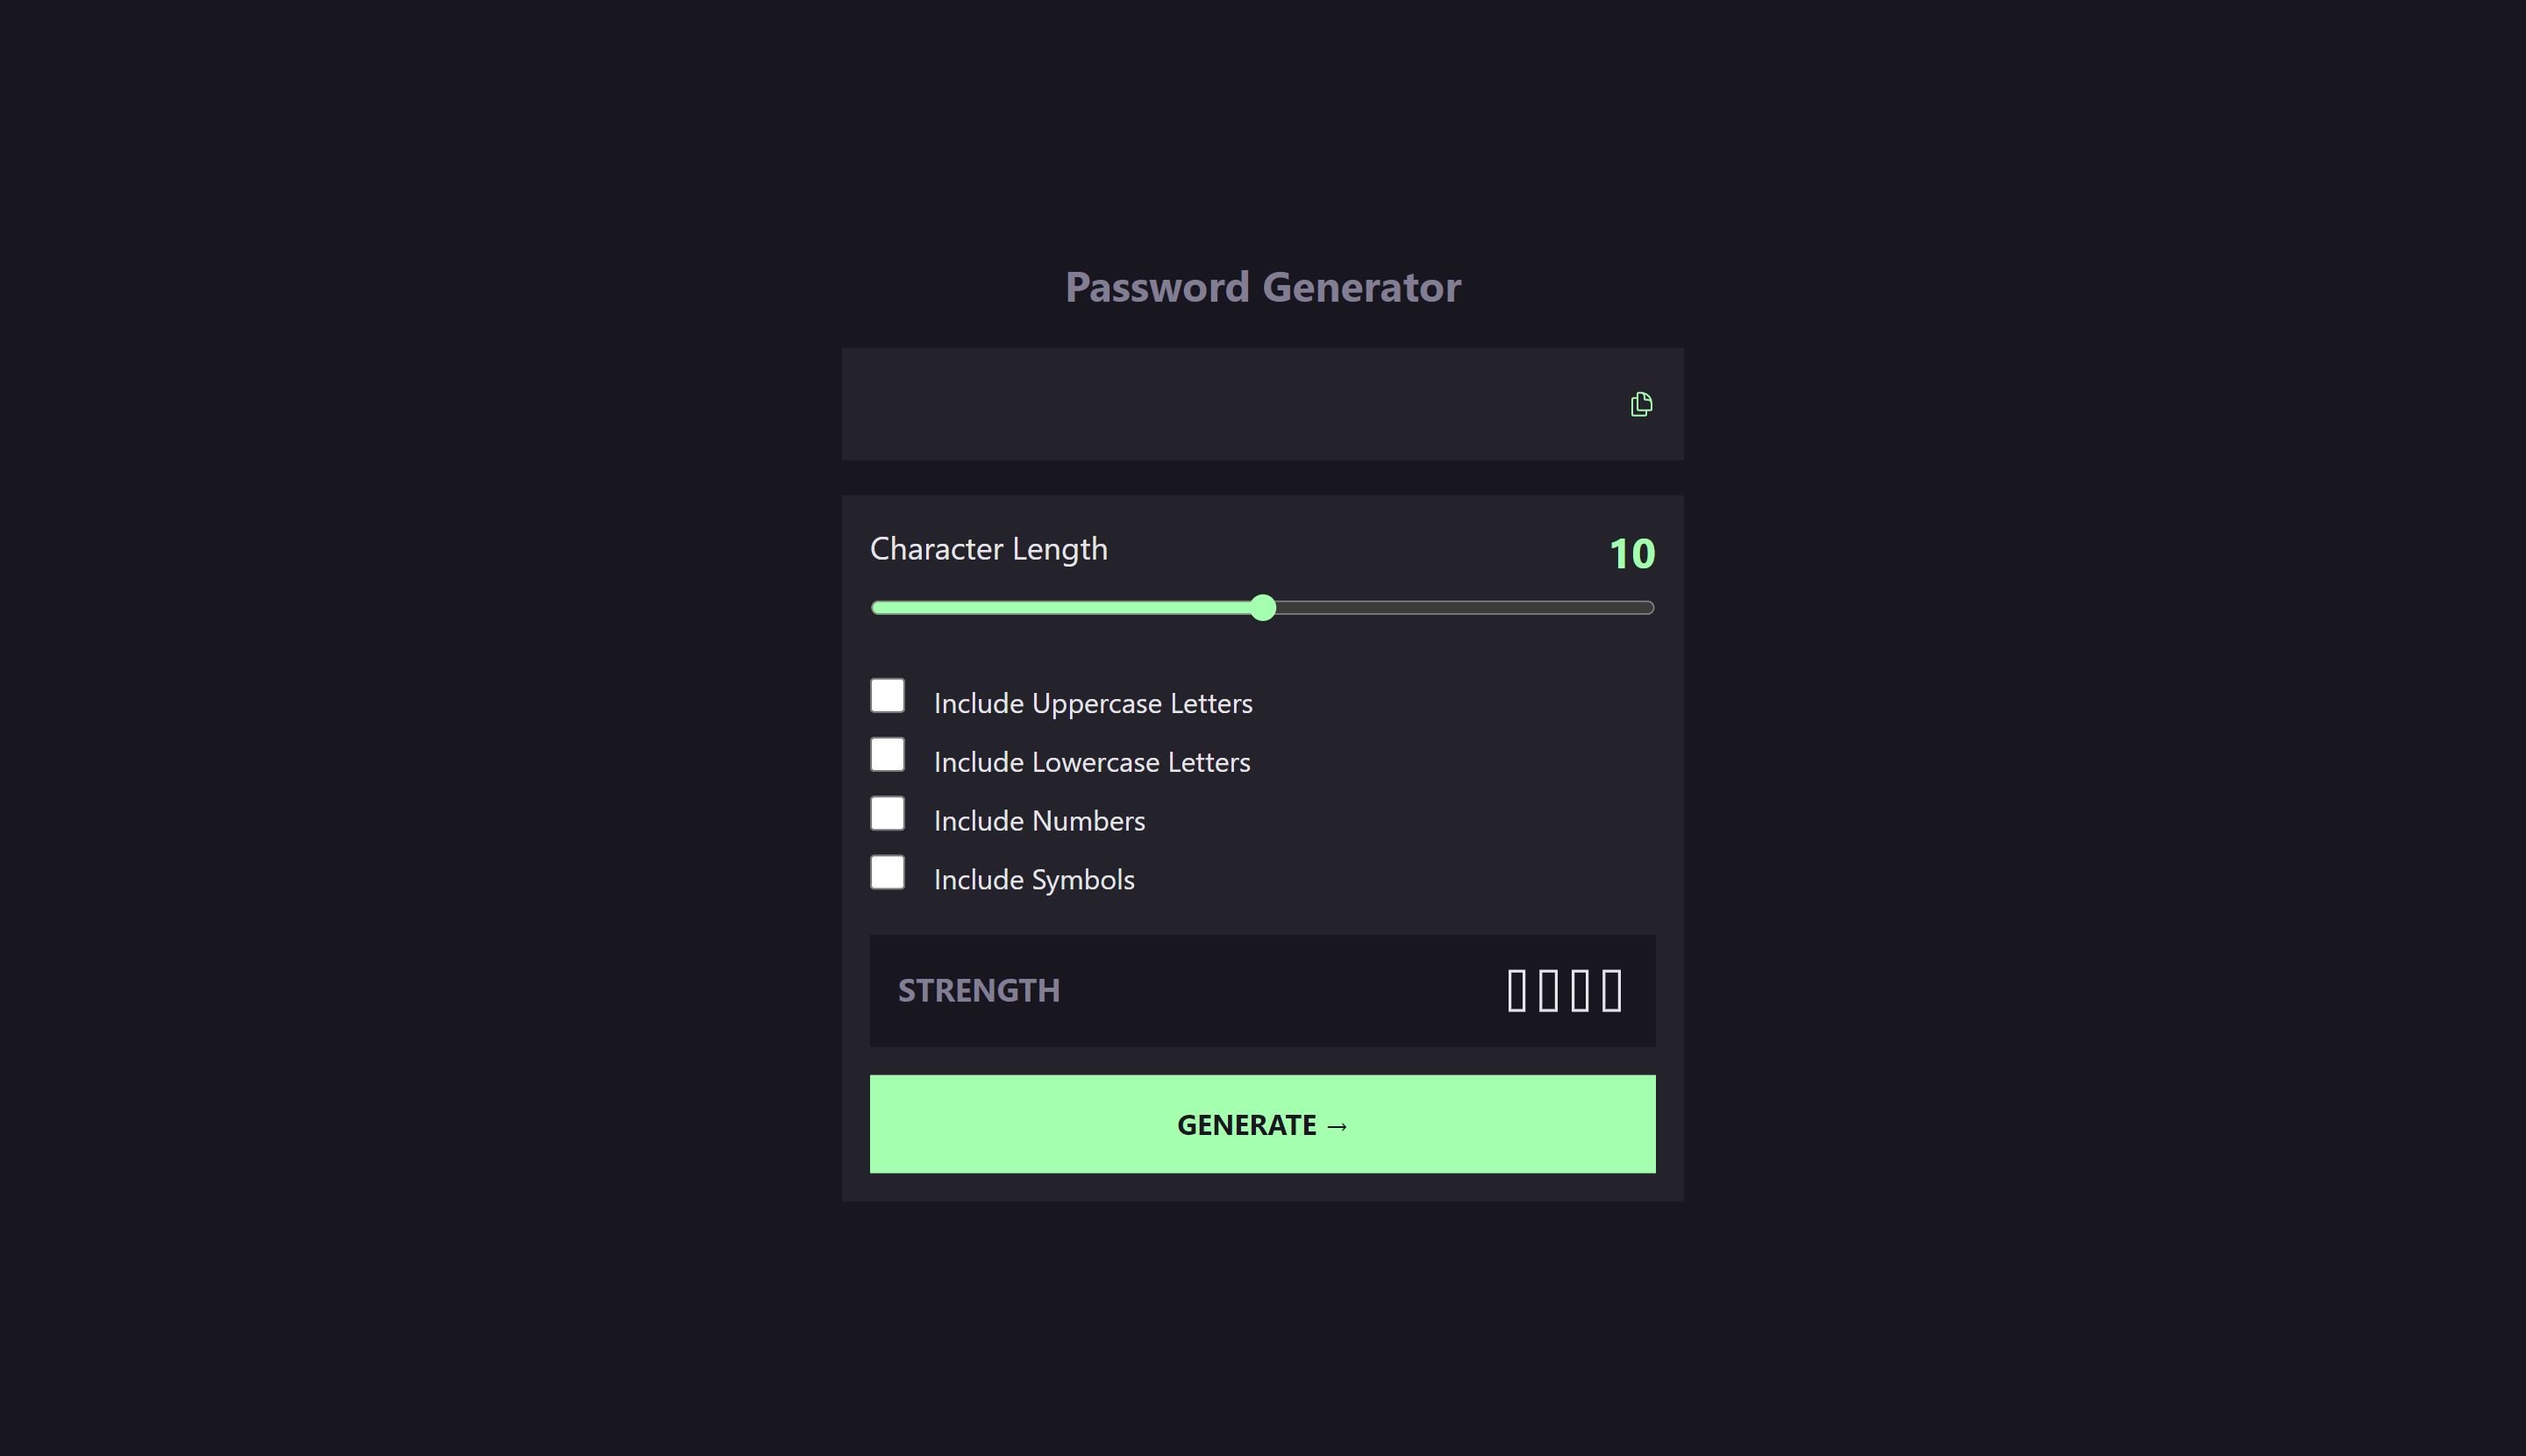 Password Generator
Character Length
10
Include Uppercase Letters
Include Lowercase Letters
Include Numbers
Include Symbols
STRENGTH
GENERATE →